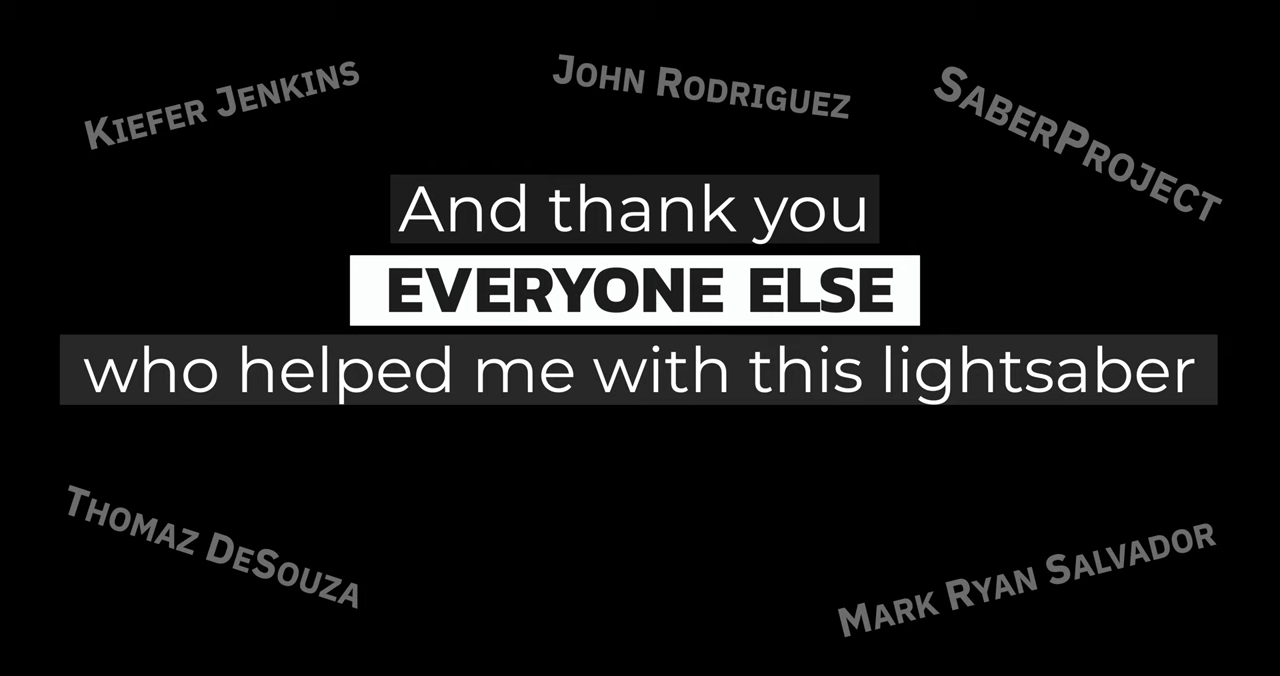 Kiefer Jenkins
John Rodriguez
SaberProject
And thank you
EVERYONE ELSE
who helped me with this lightsaber
Thomaz DeSouza
Mark Ryan Salvador